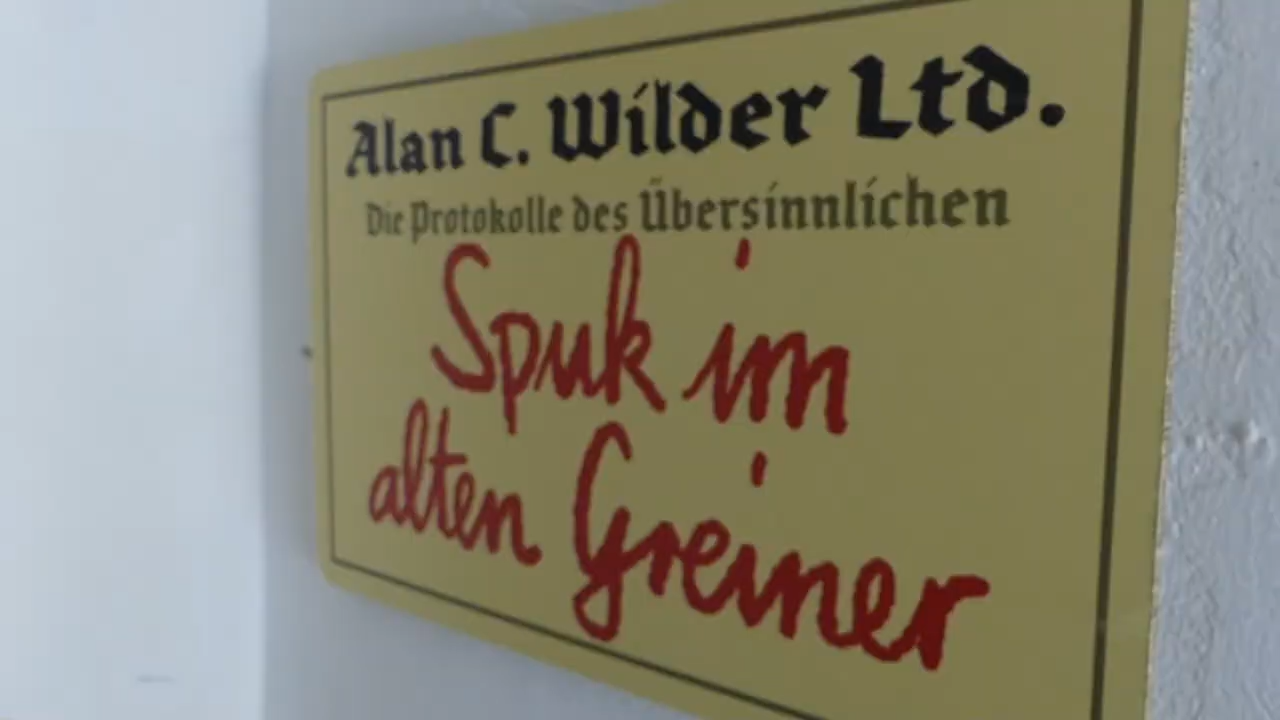 Alan C. Wilder Ltd.
Die Protokolle des Übersinnlichen
Spuk im
alten Greiner